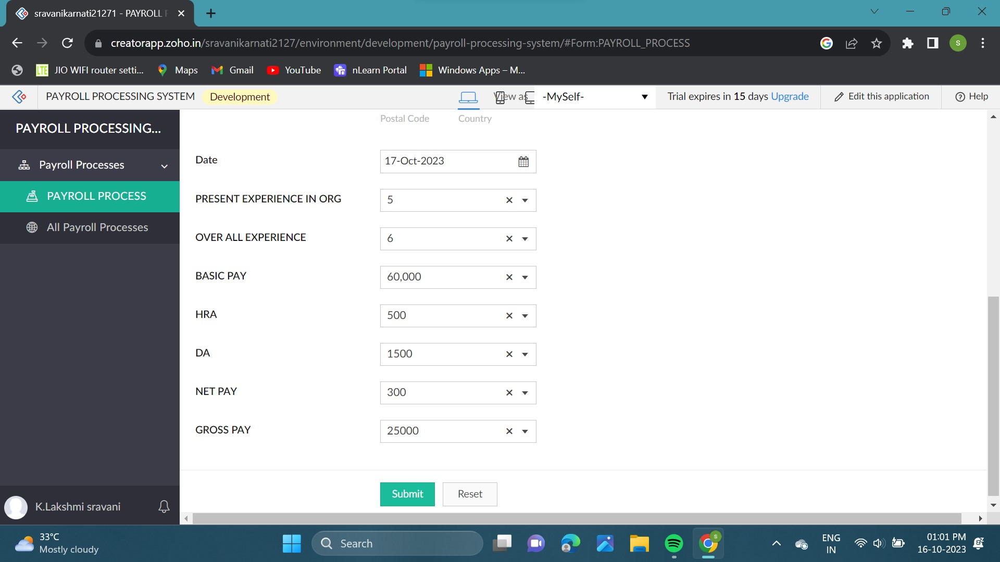 sravanikarnati21271 - PAYROLL
creatorapp.zoho.in/sravanikarnati2127/environment/development/payroll-processing-system/#Form:PAYROLL_PROCESS
S
LTE JIO WIFI router setti... Maps Gmail YouTube nLearn Portal Windows Apps – M...
PAYROLL PROCESSING SYSTEM Development View as -MySelf- Trial expires in 15 days Upgrade Edit this application Help
PAYROLL PROCESSING...
Payroll Processes
PAYROLL PROCESS
All Payroll Processes
K.Lakshmi sravani
Postal Code Country
Date 17-Oct-2023
PRESENT EXPERIENCE IN ORG 5
OVER ALL EXPERIENCE 6
BASIC PAY 60,000
HRA 500
DA 1500
NET PAY 300
GROSS PAY 25000
Submit Reset
33°C
Mostly cloudy
Search
S
ENG
IN
01:01 PM
16-10-2023